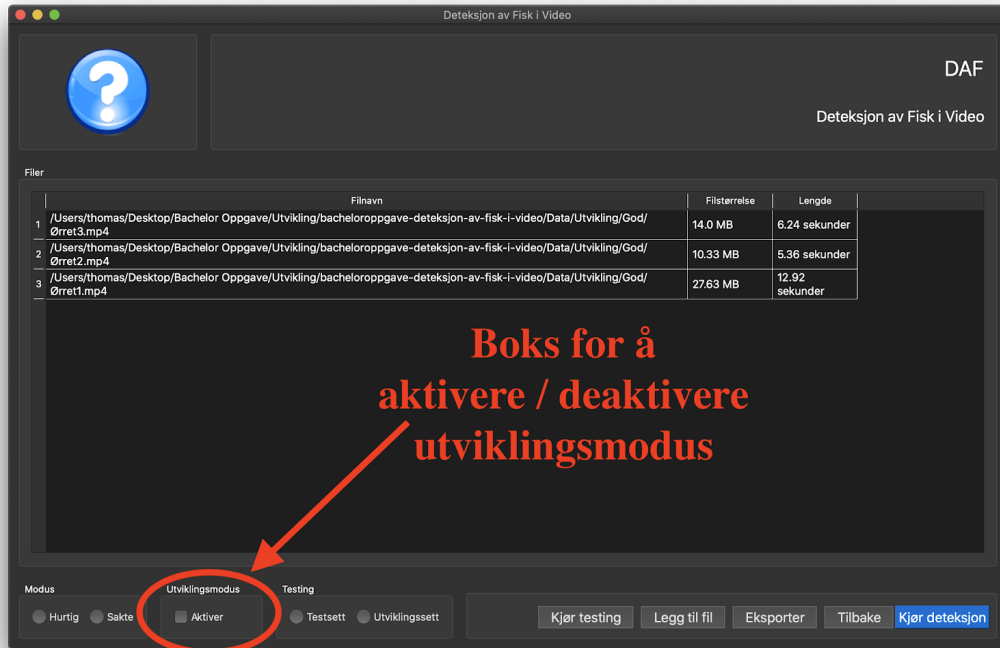 Deteksjon av Fisk i Video
DAF
Deteksjon av Fisk i Video
Filer
Filnavn Filstørrelse Lengde
1 /Users/thomas/Desktop/Bachelor Oppgave/Utvikling/bacheloroppgave-deteksjon-av-fisk-i-video/Data/Utvikling/God/ 14.0 MB 6.24 sekunder
Ørret3.mp4
2 /Users/thomas/Desktop/Bachelor Oppgave/Utvikling/bacheloroppgave-deteksjon-av-fisk-i-video/Data/Utvikling/God/ 10.33 MB 5.36 sekunder
Ørret2.mp4
3 /Users/thomas/Desktop/Bachelor Oppgave/Utvikling/bacheloroppgave-deteksjon-av-fisk-i-video/Data/Utvikling/God/ 27.63 MB 12.92
Ørret1.mp4 sekunder
Boks for å
aktivere / deaktivere
utviklingsmodus
Modus Utviklingsmodus Testing
Hurtig Sakte Aktiver Testsett Utviklingssett Kjør testing Legg til fil Eksporter Tilbake Kjør deteksjon